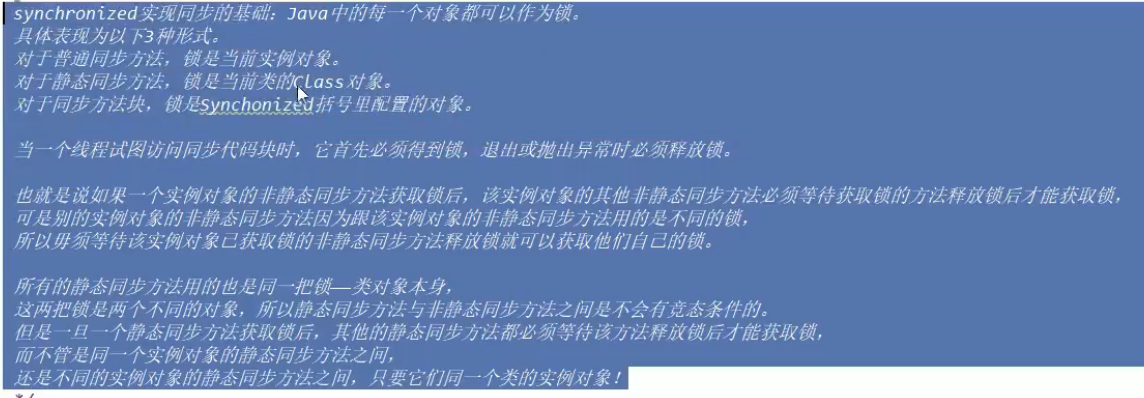 synchronized实现同步的基础：Java中的每一个对象都可以作为锁。
具体表现为以下3种形式。
对于普通同步方法，锁是当前实例对象。
对于静态同步方法，锁是当前类的Class对象。
对于同步方法块，锁是Synchonized括号里配置的对象。
当一个线程试图访问同步代码块时，它首先必须得到锁，退出或抛出异常时必须释放锁。
也就是说如果一个实例对象的非静态同步方法获取锁后，该实例对象的其他非静态同步方法必须等待获取锁的方法释放锁后才能获取锁，
可是别的实例对象的非静态同步方法因为跟该实例对象的非静态同步方法用的是不同的锁，
所以毋须等待该实例对象已获取锁的非静态同步方法释放锁就可以获取他们自己的锁。
所有的静态同步方法用的也是同一把锁——类对象本身，
这两把锁是两个不同的对象，所以静态同步方法与非静态同步方法之间是不会有竞态条件的。
但是一旦一个静态同步方法获取锁后，其他的静态同步方法都必须等待该方法释放锁后才能获取锁，
而不管是同一个实例对象的静态同步方法之间，
还是不同的实例对象的静态同步方法之间，只要它们同一个类的实例对象！
*/